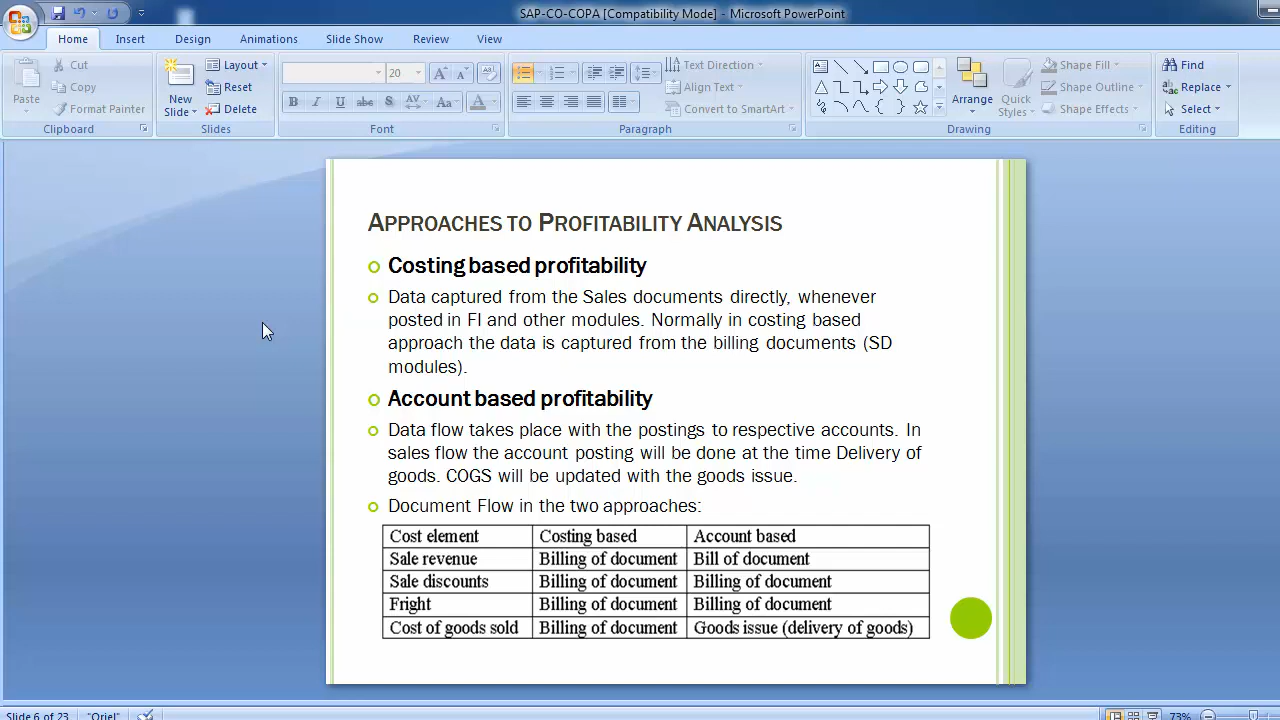 SAP-CO-COPA [Compatibility Mode] - Microsoft PowerPoint
Home Insert Design Animations Slide Show Review View
Cut Layout 20 Text Direction Shape Fill Find
Paste Copy New Slide Reset Align Text Arrange Quick Styles Shape Outline Replace
Format Painter Delete B I U abc AV Aa A Convert to SmartArt Shape Effects Select
Clipboard Slides Font Paragraph Drawing Editing
APPROACHES TO PROFITABILITY ANALYSIS
Costing based profitability
Data captured from the Sales documents directly, whenever
posted in FI and other modules. Normally in costing based
approach the data is captured from the billing documents (SD
modules).
Account based profitability
Data flow takes place with the postings to respective accounts. In
sales flow the account posting will be done at the time Delivery of
goods. COGS will be updated with the goods issue.
Document Flow in the two approaches:
Cost element Costing based Account based
Sale revenue Billing of document Bill of document
Sale discounts Billing of document Billing of document
Fright Billing of document Billing of document
Cost of goods sold Billing of document Goods issue (delivery of goods)
Slide 6 of 23 "Oriel" 73%